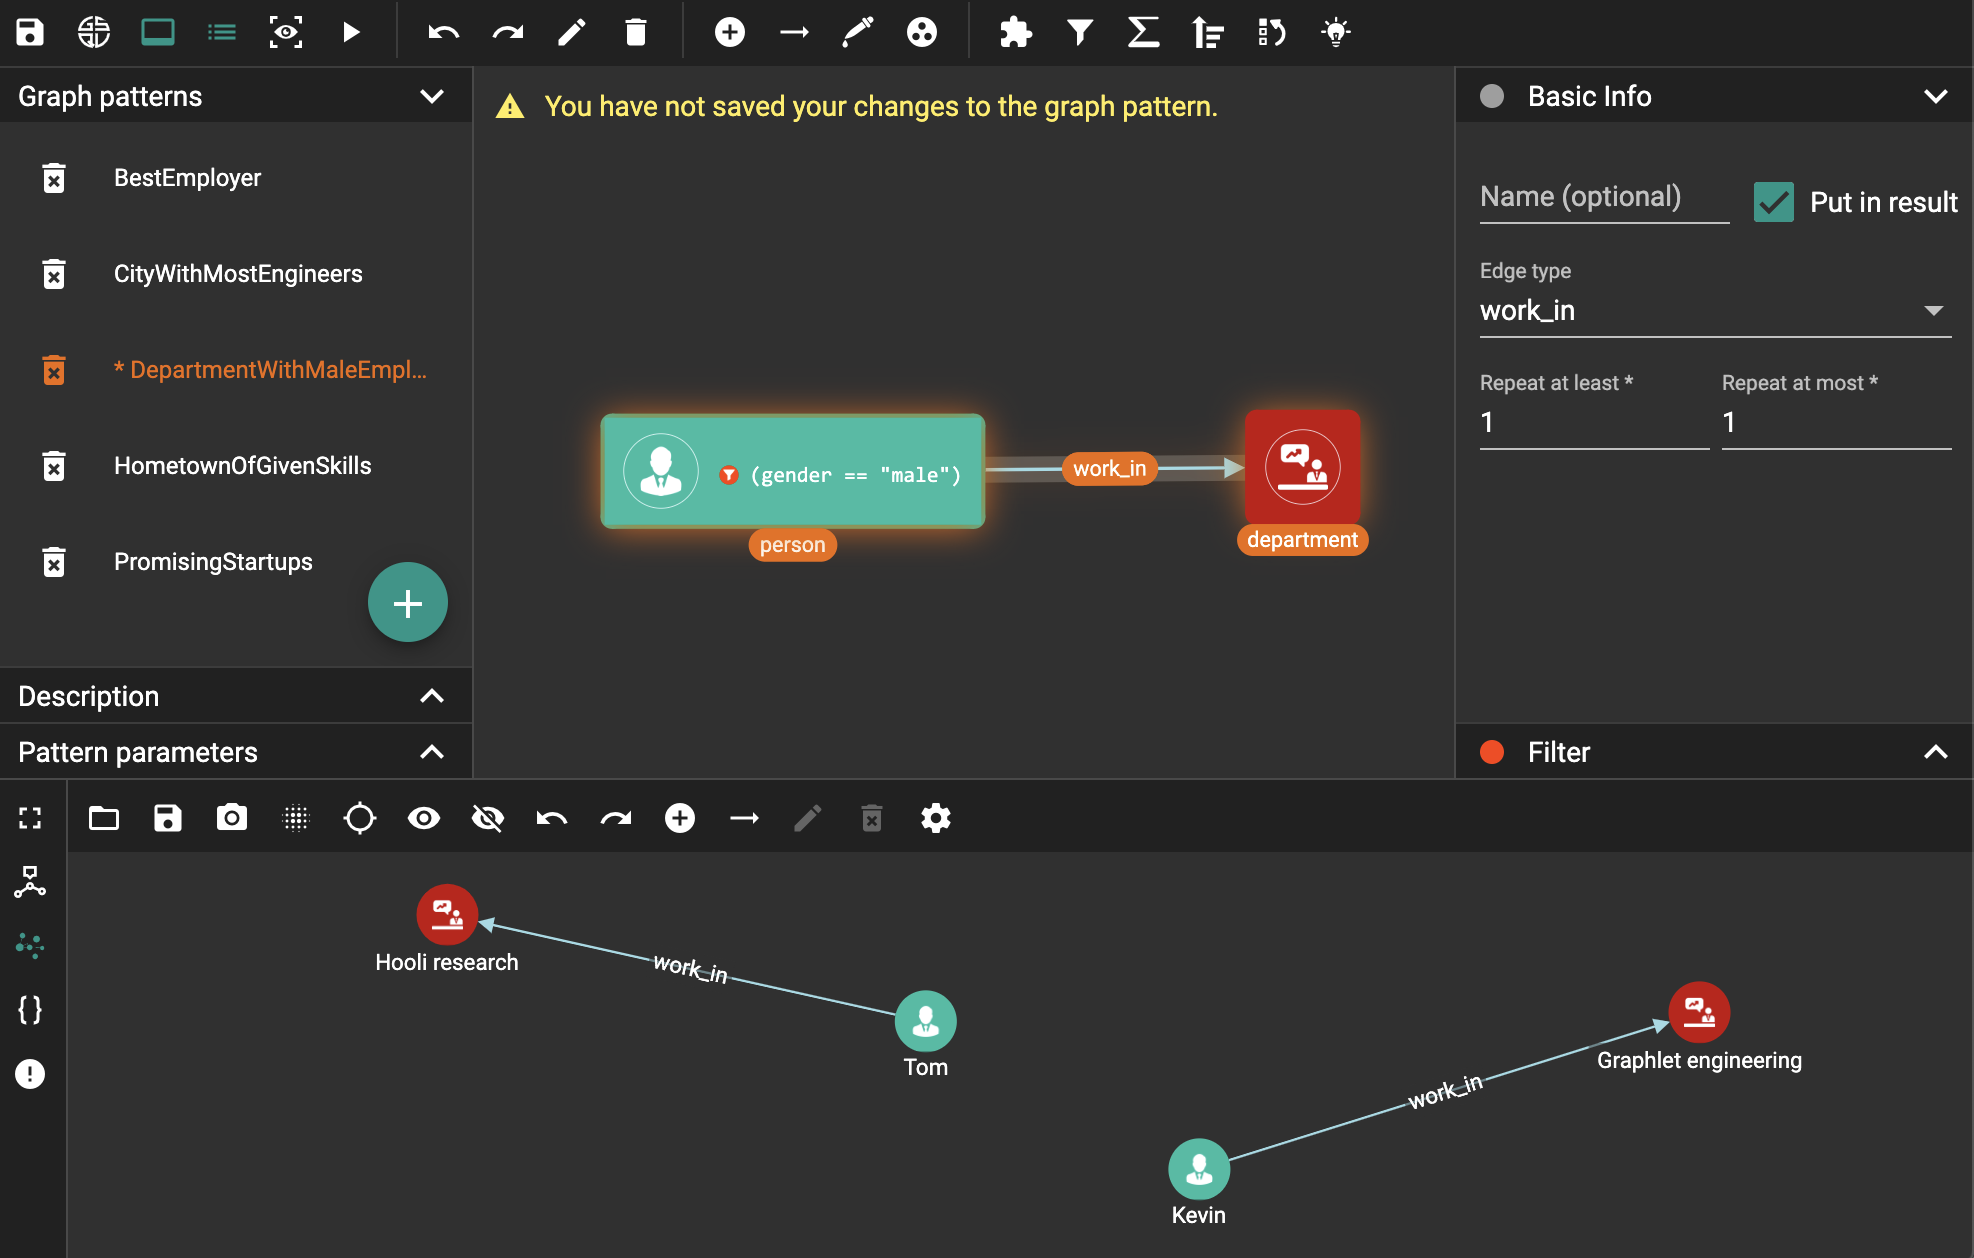 Graph patterns
BestEmployer
CityWithMostEngineers
* DepartmentWithMaleEmpl...
HometownOfGivenSkills
PromisingStartups
Description
Pattern parameters
You have not saved your changes to the graph pattern.
(gender == "male")
person
work_in
department
Basic Info
Name (optional)
Put in result
Edge type
work_in
Repeat at least *
Repeat at most *
1
1
Filter
Hooli research
work_in
Tom
Graphlet engineering
work_in
Kevin